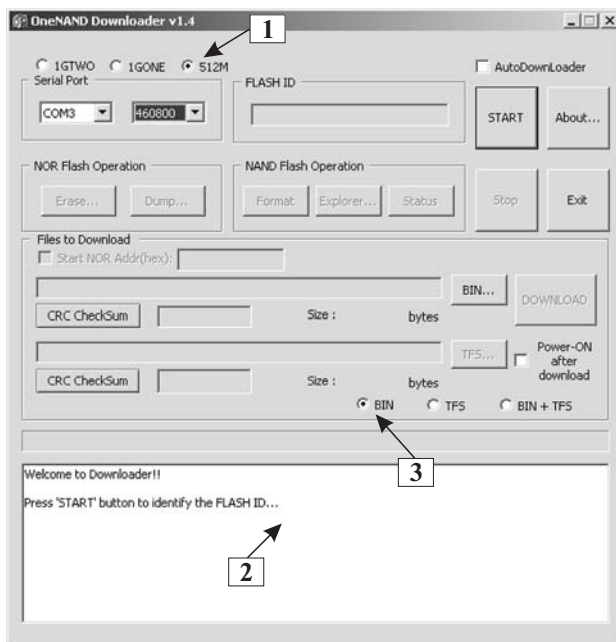 OneNAND Downloader v1.4
1
1GTWO 1GONE 512M
AutoDownLoader
Serial Port
FLASH ID
COM3 460800
START About...
NOR Flash Operation
NAND Flash Operation
Erase... Dump... Format Explorer... Status Stop Exit
Files to Download
Start NOR Addr(hex):
BIN...
DOWNLOAD
CRC CheckSum Size : bytes
TFS...
Power-ON after download
CRC CheckSum Size : bytes
BIN TFS BIN + TFS
3
Welcome to Downloader!!
Press 'START' button to identify the FLASH ID...
2